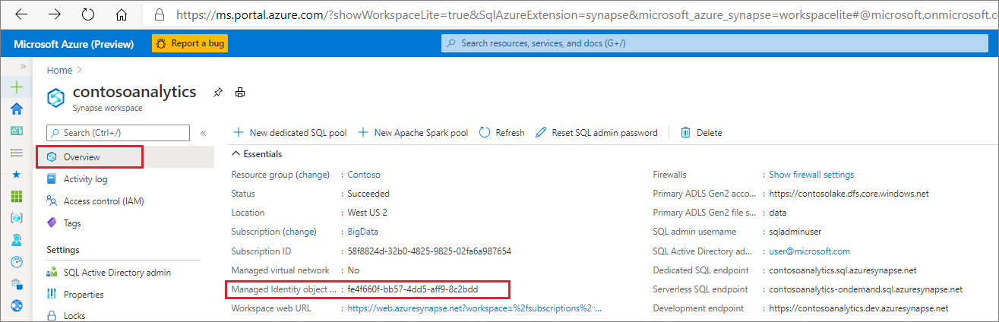 https://ms.portal.azure.com/?showWorkspaceLite=true&SqlAzureExtension=synapse&microsoft_azure_synapse=workspacelite#@microsoft.onmicrosoft.c
Microsoft Azure (Preview)
Report a bug
Search resources, services, and docs (G+/)
Home
contosoanalytics
Synapse workspace
Search (Ctrl+/)
Overview
Activity log
Access control (IAM)
Tags
Settings
SQL Active Directory admin
Properties
Locks
New dedicated SQL pool
New Apache Spark pool
Refresh
Reset SQL admin password
Delete
Essentials
Resource group (change) : Contoso
Status : Succeeded
Location : West US 2
Subscription (change) : BigData
Subscription ID : 58f8824d-32b0-4825-9825-02fa6a987654
Managed virtual network : No
Managed Identity object ... : fe4f660f-bb57-4dd5-aff9-8c2bdd
Workspace web URL : https://web.azuresynapse.net?workspace=%2fsubscriptions%2...
Firewalls : Show firewall settings
Primary ADLS Gen2 acco... : https://contosolake.dfs.core.windows.net
Primary ADLS Gen2 file s... : data
SQL admin username : sqladminuser
SQL Active Directory ad... : user@microsoft.com
Dedicated SQL endpoint : contosoanalytics.sql.azuresynapse.net
Serverless SQL endpoint : contosoanalytics-ondemand.sql.azuresynapse.net
Development endpoint : https://contosoanalytics.dev.azuresynapse.net